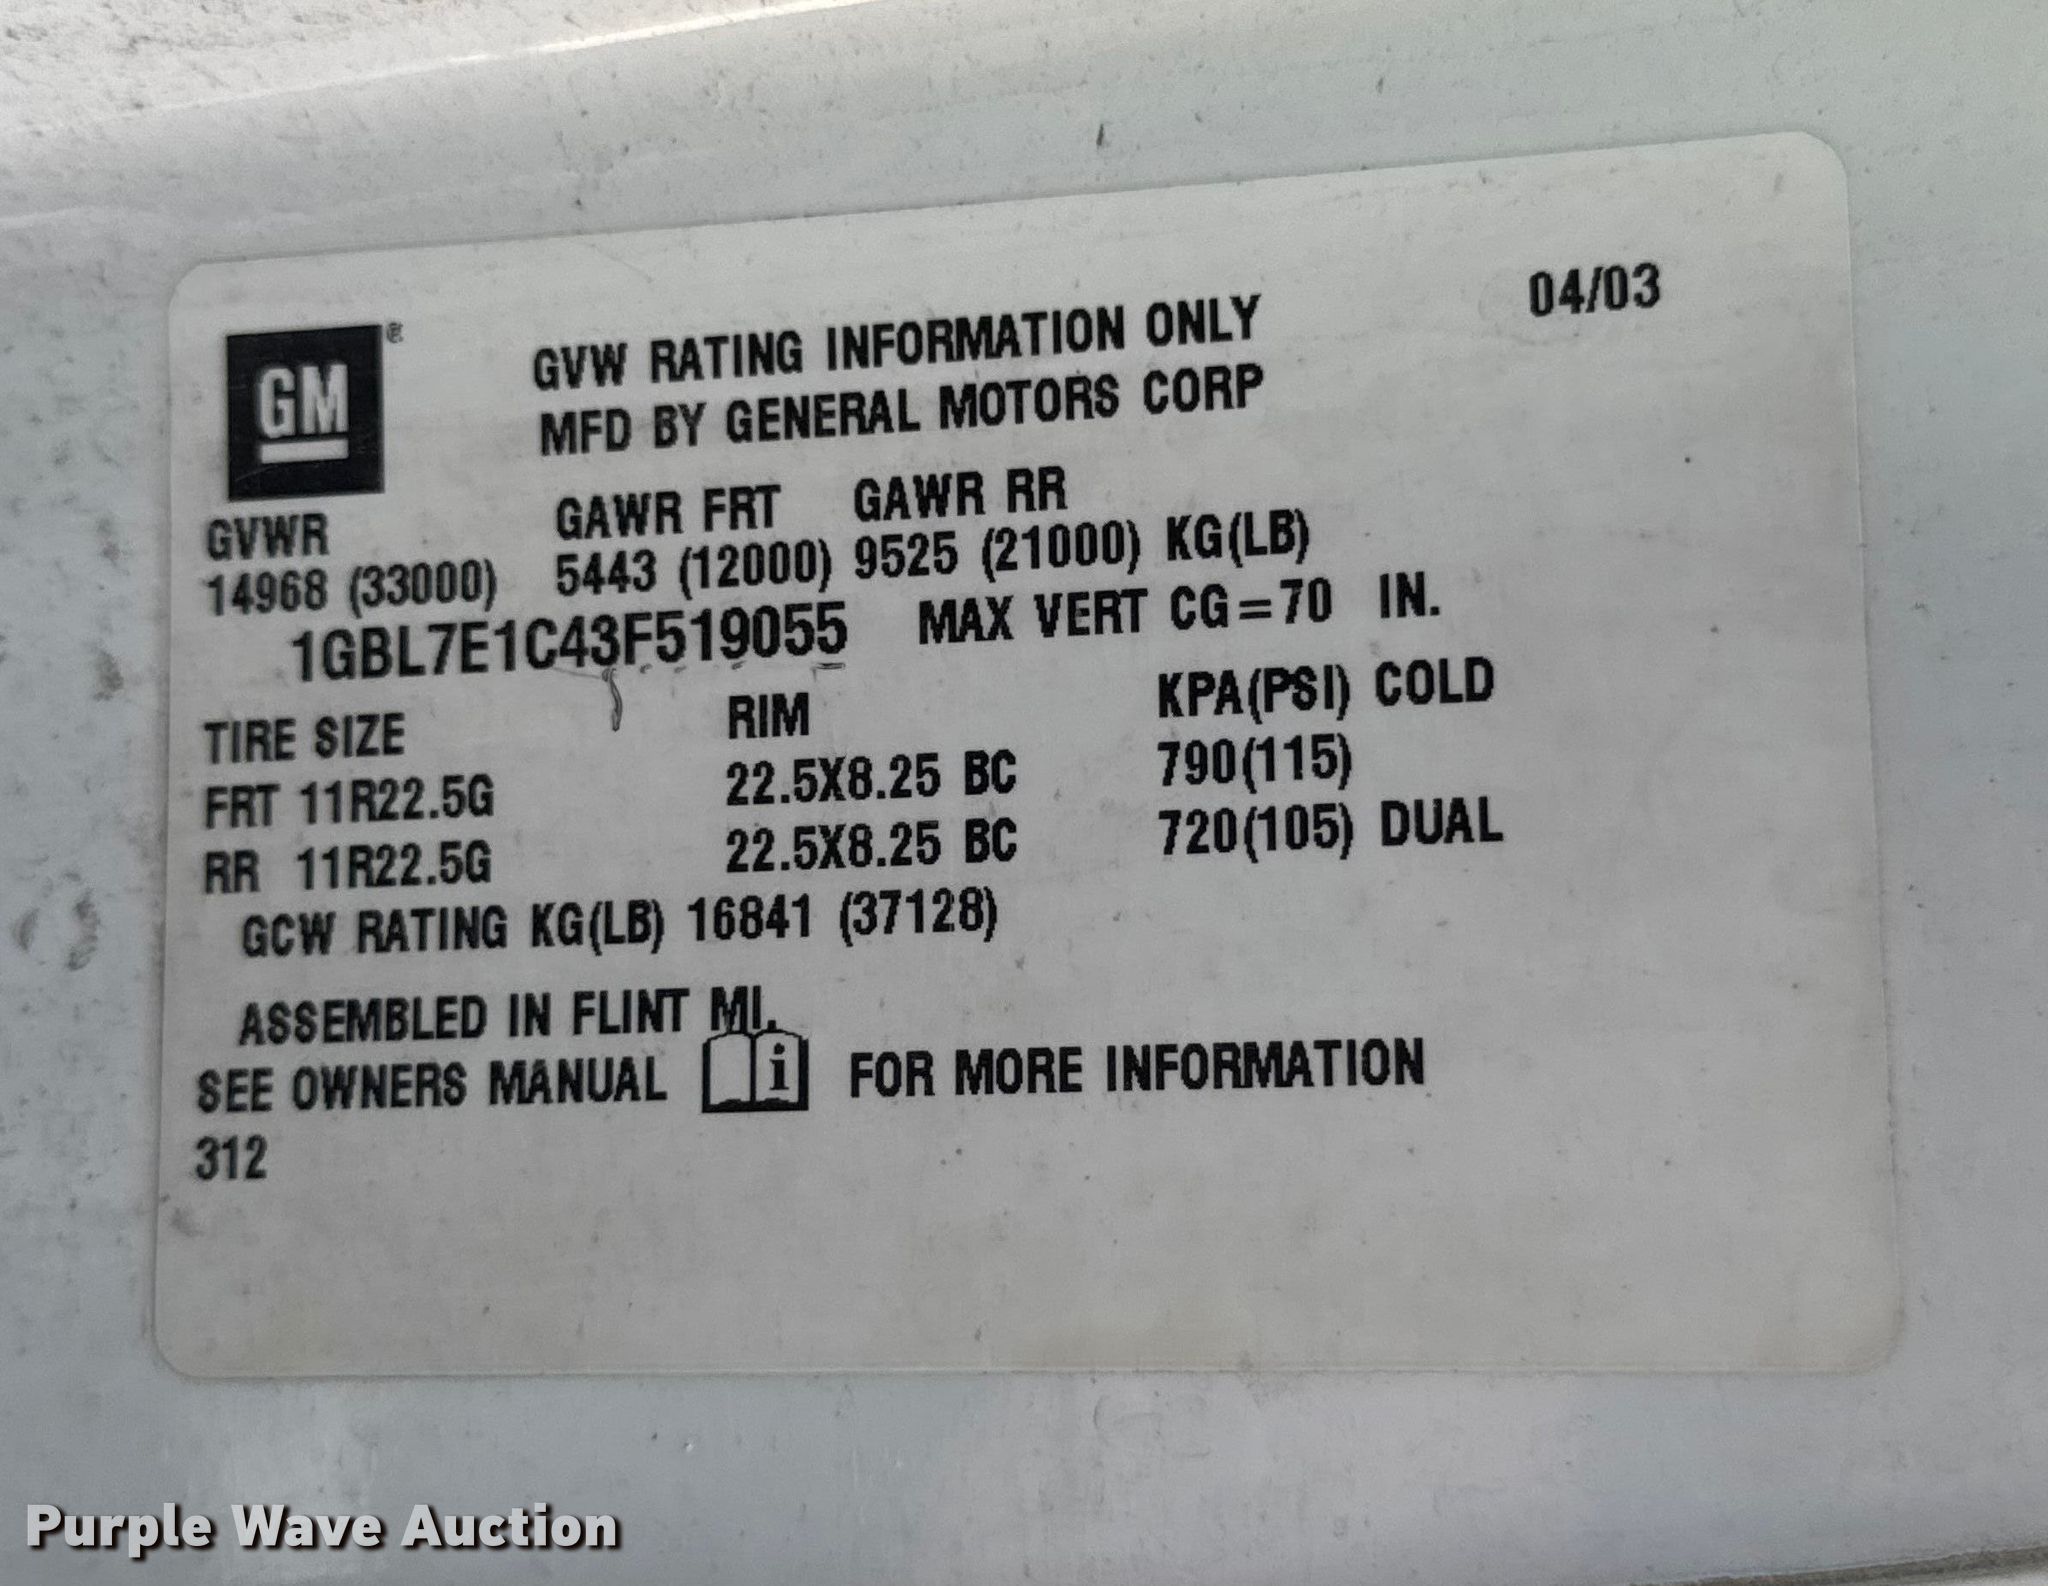 GM®
GVW RATING INFORMATION ONLY 04/03
MFD BY GENERAL MOTORS CORP
GVWR GAWR FRT GAWR RR
14968 (33000) 5443 (12000) 9525 (21000) KG(LB)
1GBL7E1C43F519055 MAX VERT CG=70 IN.
TIRE SIZE RIM KPA(PSI) COLD
FRT 11R22.5G 22.5X8.25 BC 790(115)
RR 11R22.5G 22.5X8.25 BC 720(105) DUAL
GCW RATING KG(LB) 16841 (37128)
ASSEMBLED IN FLINT MI.
SEE OWNERS MANUAL i FOR MORE INFORMATION
312
Purple Wave Auction